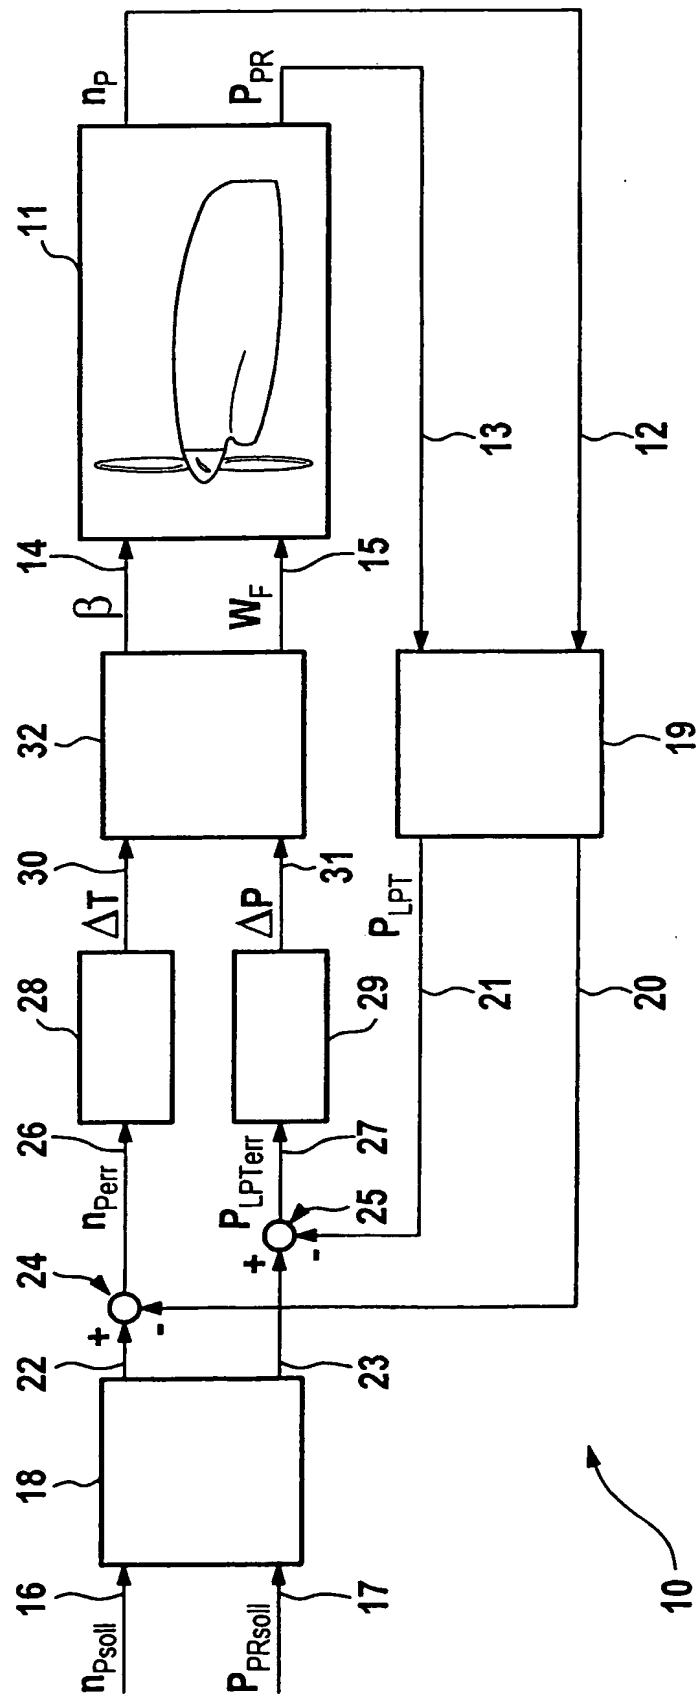 n_Psoll
16
P_PRsoll
17
18
22
23
+
-
24
+
-
25
n_Perr
26
P_LPTerr
27
28
29
ΔT
30
ΔP
31
32
β
14
W_F
15
11
n_P
P_PR
13
12
19
P_LPT
21
20
10